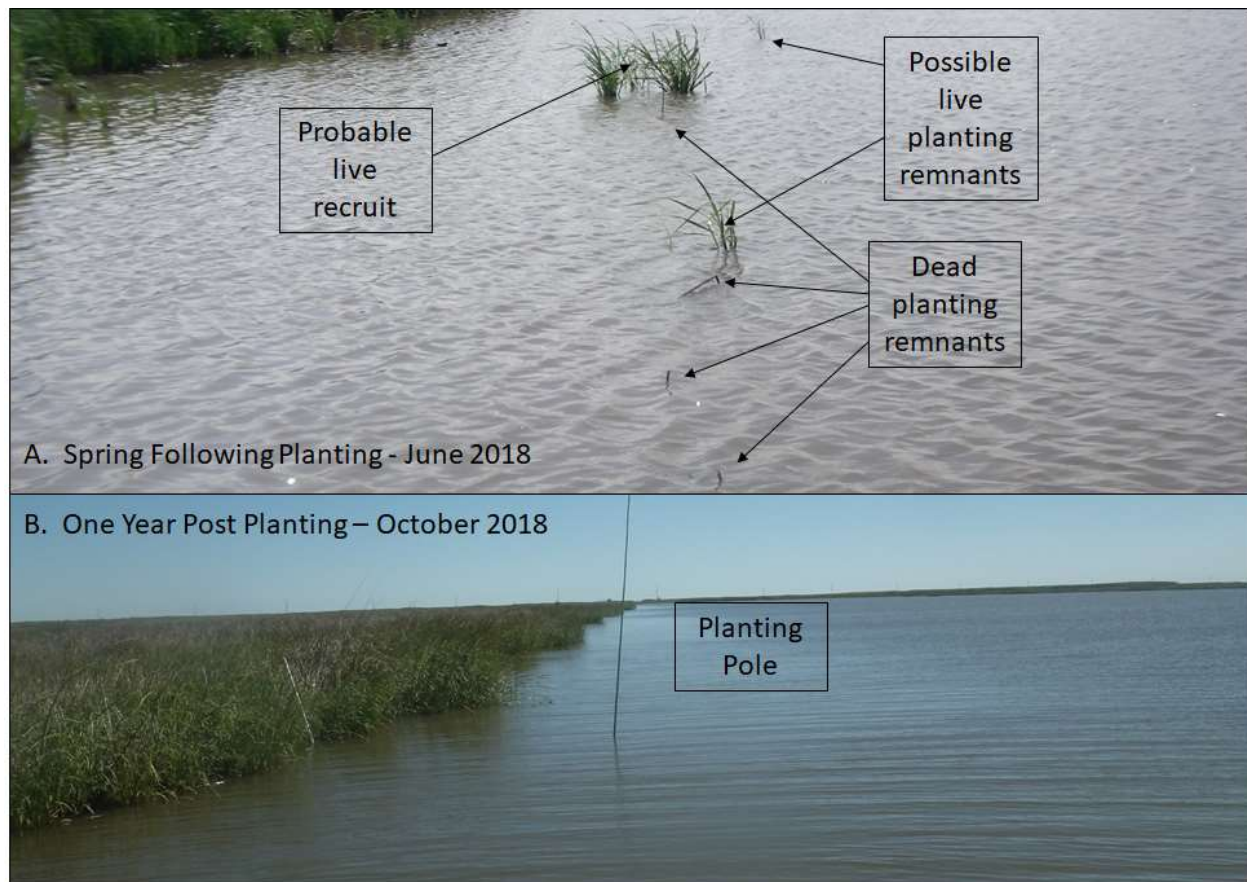 Possible
live
planting
remnants
Probable
live
recruit
Dead
planting
remnants
A. Spring Following Planting - June 2018
B. One Year Post Planting – October 2018
Planting
Pole